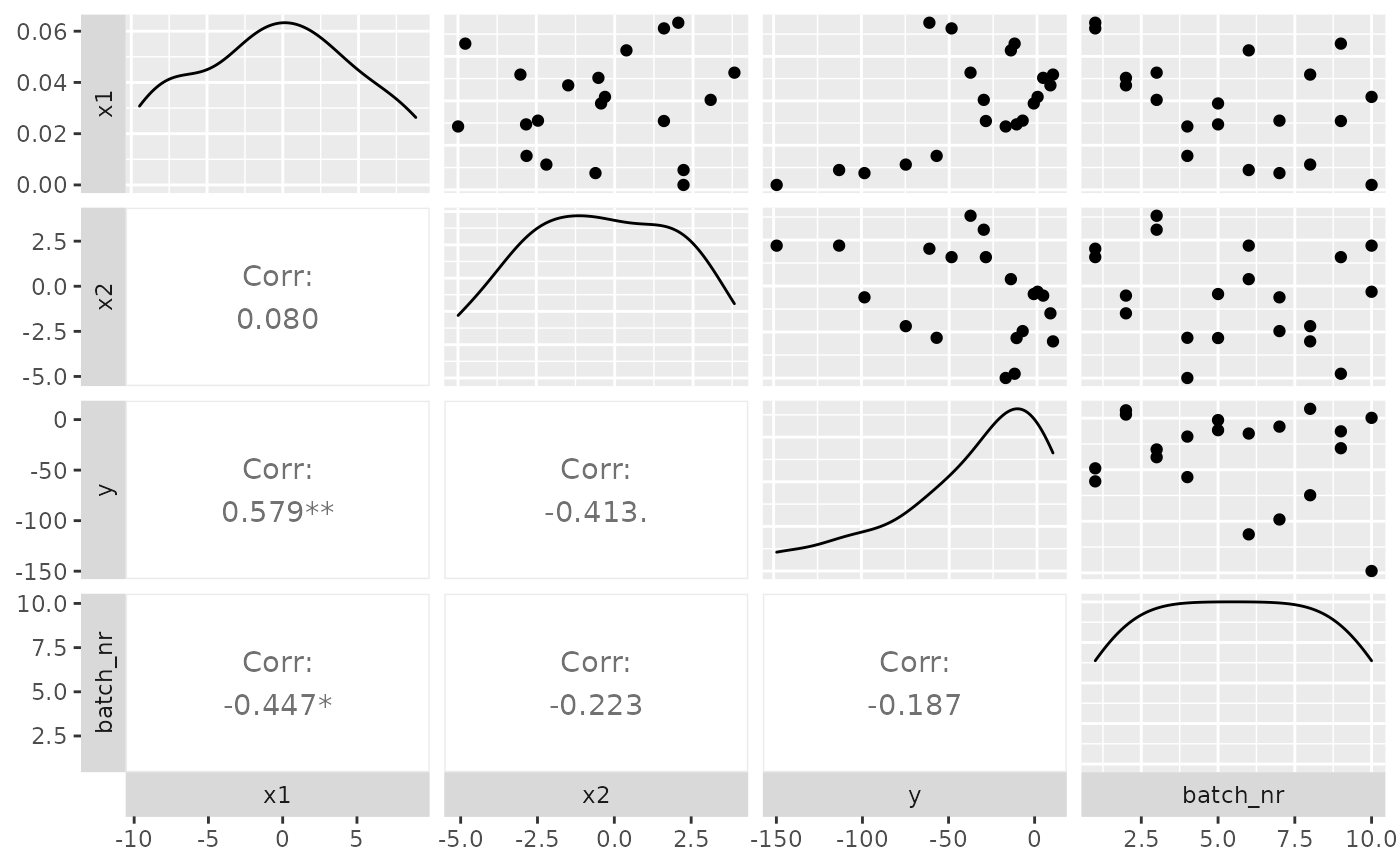 0.06
0.04
0.02
0.00
x1
2.5
0.0
-2.5
-5.0
x2
Corr:
0.080
0
-50
-100
-150
y
Corr:
0.579**
Corr:
-0.413.
10.0
7.5
5.0
2.5
batch_nr
Corr:
-0.447*
Corr:
-0.223
Corr:
-0.187
x1
x2
y
batch_nr
-10 -5 0 5
-5.0 -2.5 0.0 2.5
-150 -100 -50 0
2.5 5.0 7.5 10.0